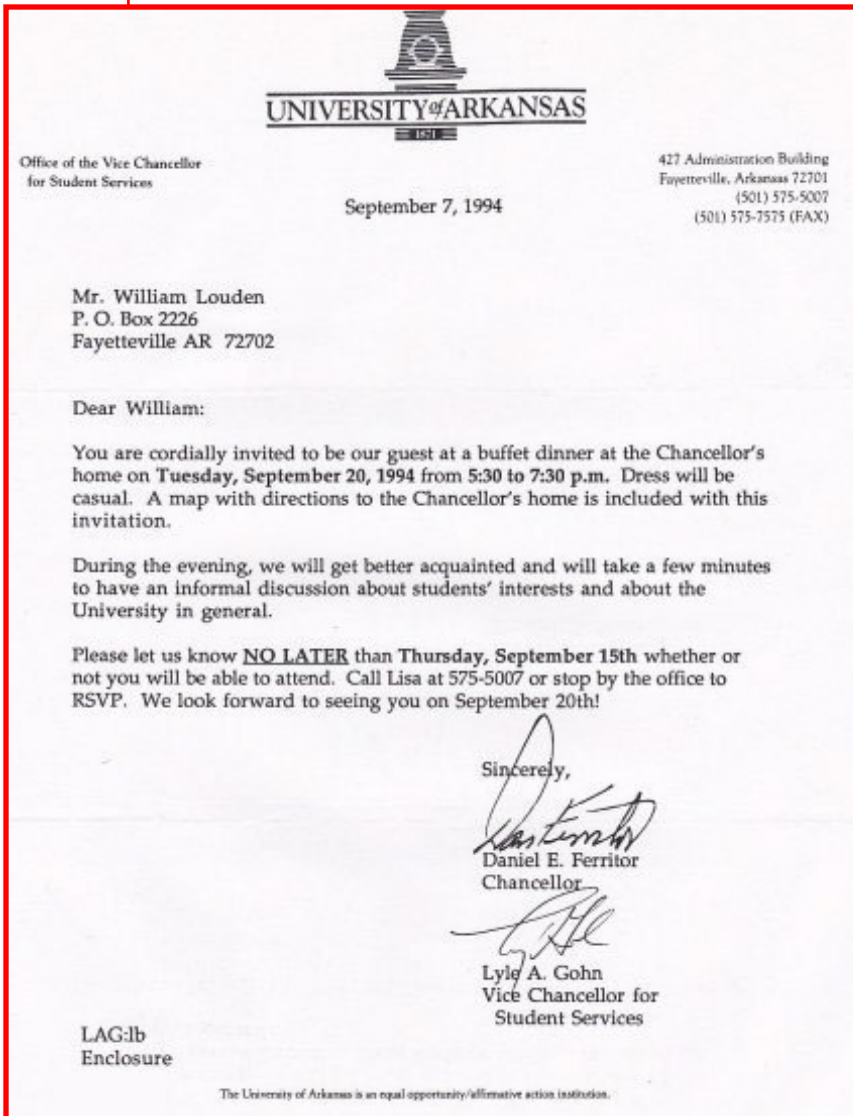 UNIVERSITY of ARKANSAS
1871
Office of the Vice Chancellor
for Student Services
427 Administration Building
Fayetteville, Arkansas 72701
(501) 575-5007
(501) 575-7575 (FAX)
September 7, 1994
Mr. William Louden
P. O. Box 2226
Fayetteville AR 72702
Dear William:
You are cordially invited to be our guest at a buffet dinner at the Chancellor's
home on Tuesday, September 20, 1994 from 5:30 to 7:30 p.m. Dress will be
casual. A map with directions to the Chancellor's home is included with this
invitation.
During the evening, we will get better acquainted and will take a few minutes
to have an informal discussion about students' interests and about the
University in general.
Please let us know NO LATER than Thursday, September 15th whether or
not you will be able to attend. Call Lisa at 575-5007 or stop by the office to
RSVP. We look forward to seeing you on September 20th!
Sincerely,
Dan Ferritor
Daniel E. Ferritor
Chancellor
Lyle A. Gohn
Vice Chancellor for
Student Services
LAG:lb
Enclosure
The University of Arkansas is an equal opportunity/affirmative action institution.